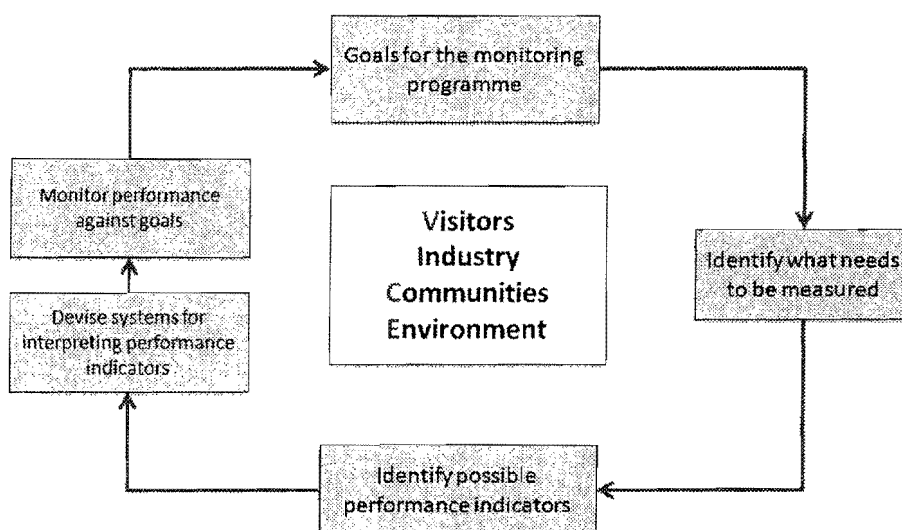 Goals for the monitoring
programme
Monitor performance
against goals
Visitors
Industry
Communities
Environment
Identify what needs
to be measured
Devise systems for
interpreting performance
indicators
Identify possible
performance indicators